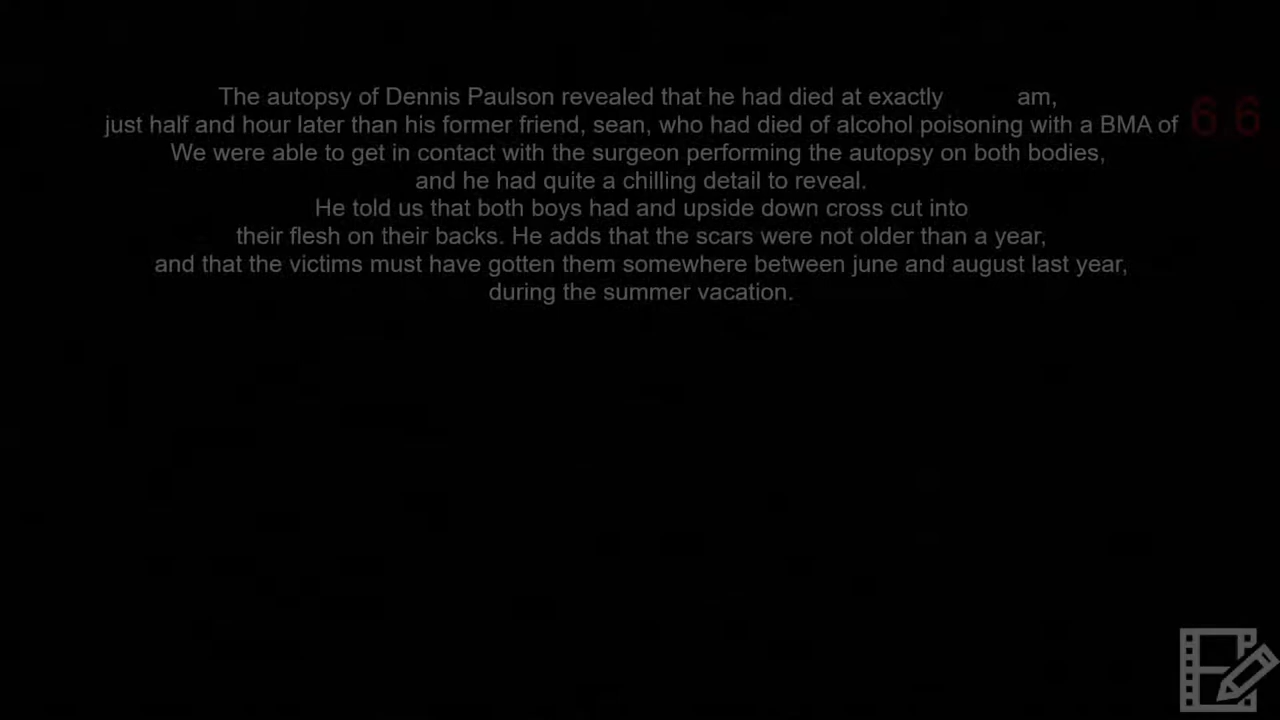 The autopsy of Dennis Paulson revealed that he had died at exactly am,
just half and hour later than his former friend, sean, who had died of alcohol poisoning with a BMA of 6.6
We were able to get in contact with the surgeon performing the autopsy on both bodies,
and he had quite a chilling detail to reveal.
He told us that both boys had and upside down cross cut into
their flesh on their backs. He adds that the scars were not older than a year,
and that the victims must have gotten them somewhere between june and august last year,
during the summer vacation.